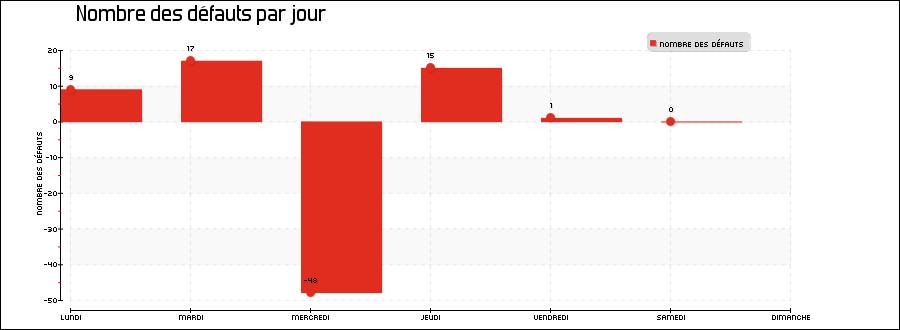 Nombre des défauts par jour
NOMBRE DES DÉFAUTS
NOMBRE DES DÉFAUTS
20
10
0
-10
-20
-30
-40
-50
9
17
-48
15
1
0
LUNDI
MARDI
MERCREDI
JEUDI
VENDREDI
SAMEDI
DIMANCHE